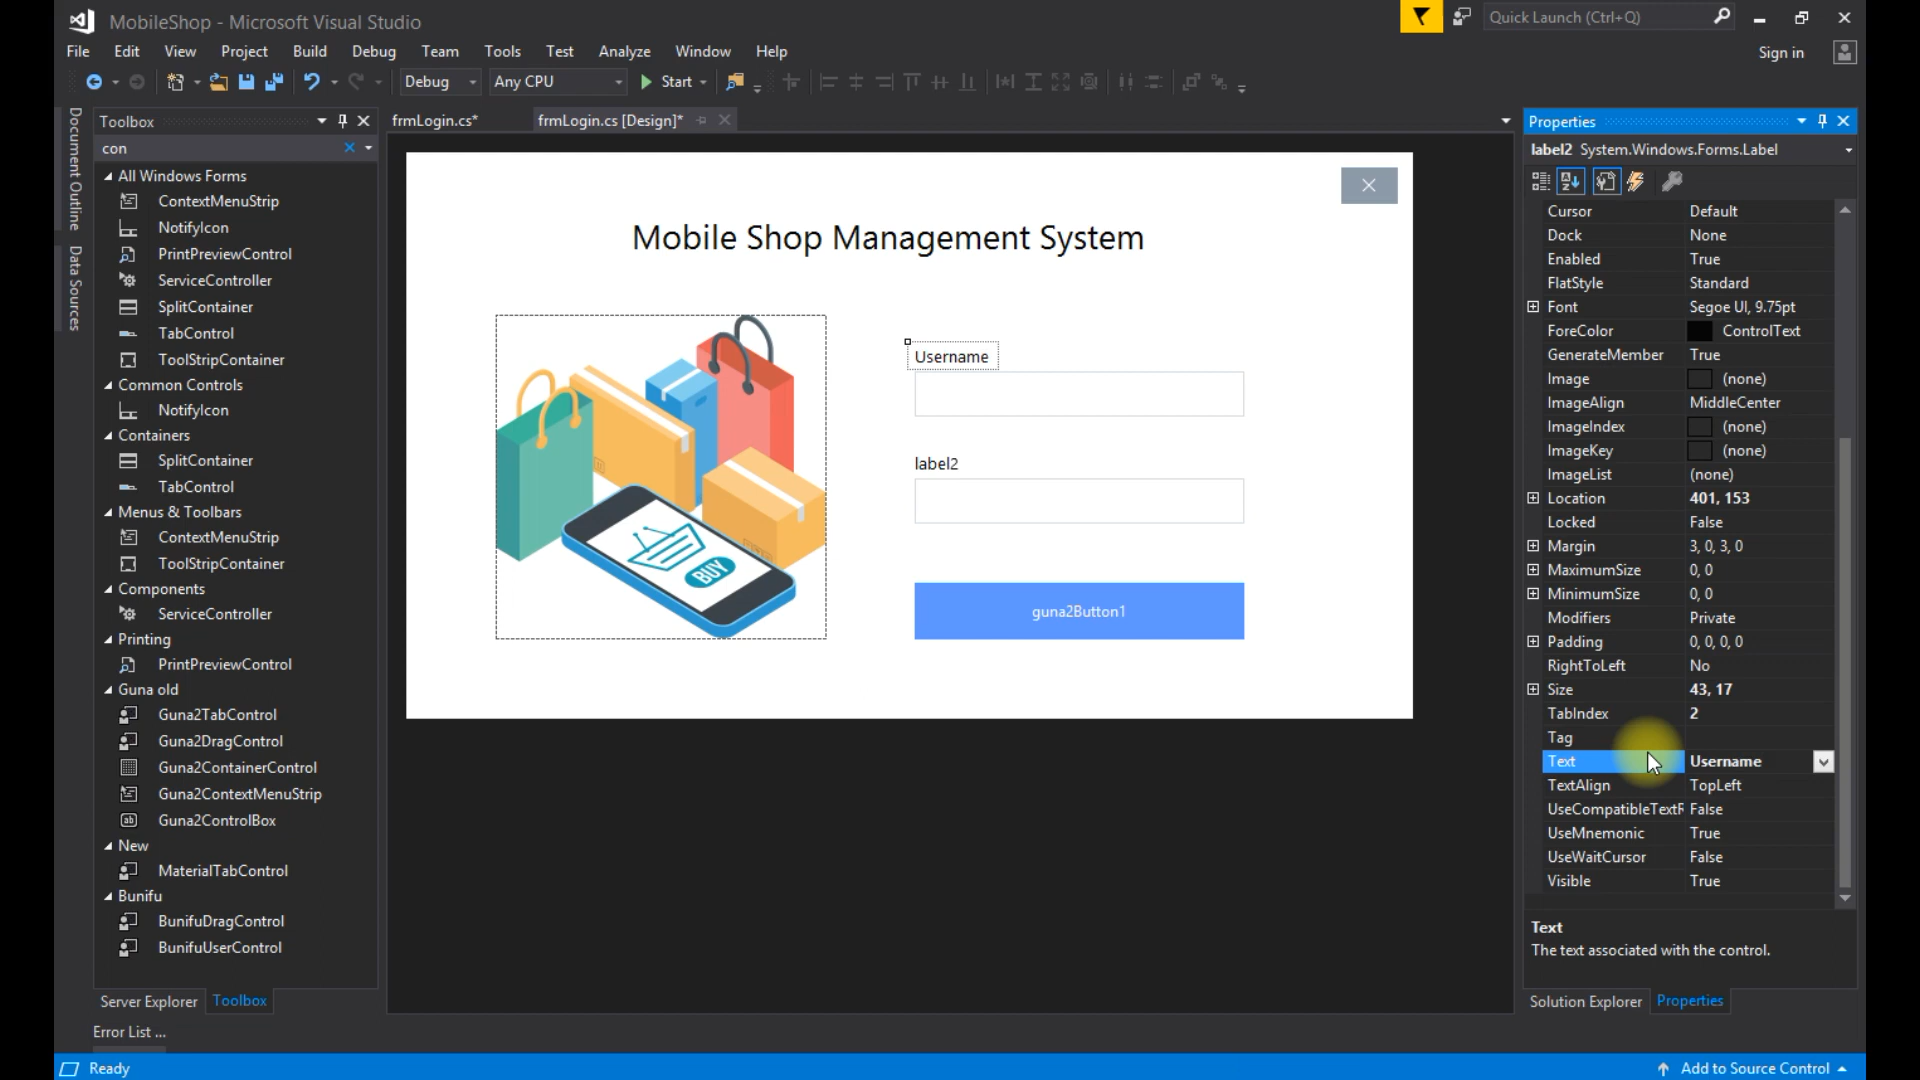 MobileShop - Microsoft Visual Studio
Quick Launch (Ctrl+Q)
File Edit View Project Build Debug Team Tools Test Analyze Window Help
Sign in
Debug Any CPU Start
Document Outline
Data Sources
Toolbox
con
All Windows Forms
ContextMenuStrip
NotifyIcon
PrintPreviewControl
ServiceController
SplitContainer
TabControl
ToolStripContainer
Common Controls
NotifyIcon
Containers
SplitContainer
TabControl
Menus & Toolbars
ContextMenuStrip
ToolStripContainer
Components
ServiceController
Printing
PrintPreviewControl
Guna old
Guna2TabControl
Guna2DragControl
Guna2ContainerControl
Guna2ContextMenuStrip
Guna2ControlBox
New
MaterialTabControl
Bunifu
BunifuDragControl
BunifuUserControl
Server Explorer Toolbox
Error List ...
frmLogin.cs* frmLogin.cs [Design]*
Mobile Shop Management System
BUY
Username
label2
guna2Button1
Properties
label2 System.Windows.Forms.Label
Cursor Default
Dock None
Enabled True
FlatStyle Standard
Font Segoe UI, 9.75pt
ForeColor ControlText
GenerateMember True
Image (none)
ImageAlign MiddleCenter
ImageIndex (none)
ImageKey (none)
ImageList (none)
Location 401, 153
Locked False
Margin 3, 0, 3, 0
MaximumSize 0, 0
MinimumSize 0, 0
Modifiers Private
Padding 0, 0, 0, 0
RightToLeft No
Size 43, 17
TabIndex 2
Tag
Text Username
TextAlign TopLeft
UseCompatibleTextR False
UseMnemonic True
UseWaitCursor False
Visible True
Text
The text associated with the control.
Solution Explorer Properties
Ready
Add to Source Control